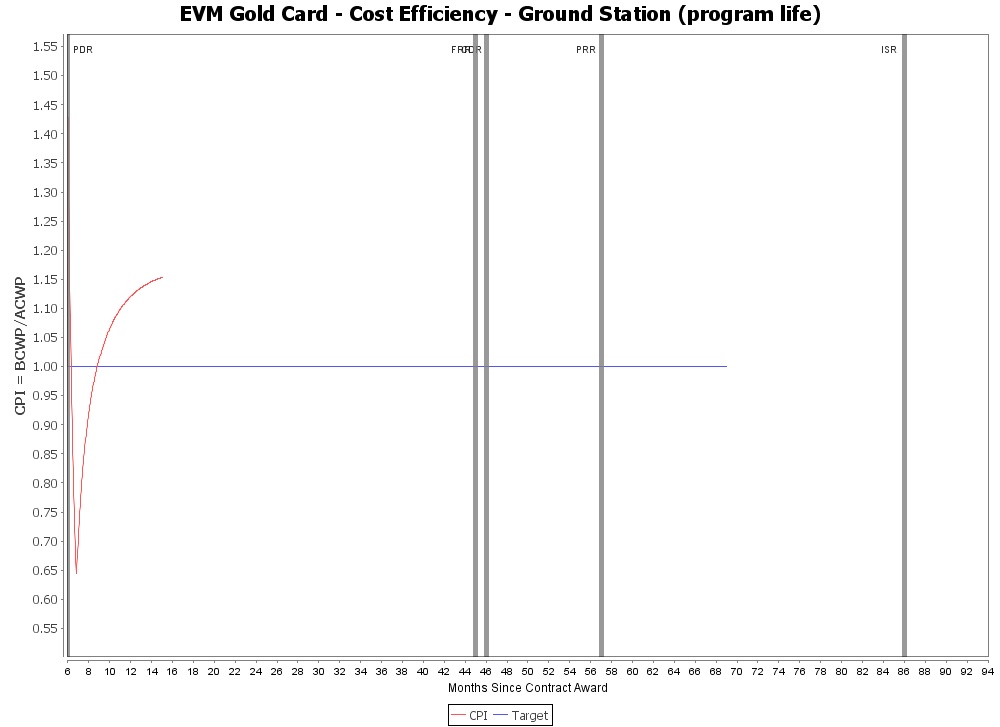 EVM Gold Card - Cost Efficiency - Ground Station (program life)
CPI = BCWP/ACWP
1.55
1.50
1.45
1.40
1.35
1.30
1.25
1.20
1.15
1.10
1.05
1.00
0.95
0.90
0.85
0.80
0.75
0.70
0.65
0.60
0.55
PDR
FRR
CDR
PRR
ISR
6 8 10 12 14 16 18 20 22 24 26 28 30 32 34 36 38 40 42 44 46 48 50 52 54 56 58 60 62 64 66 68 70 72 74 76 78 80 82 84 86 88 90 92 94
Months Since Contract Award
CPI Target